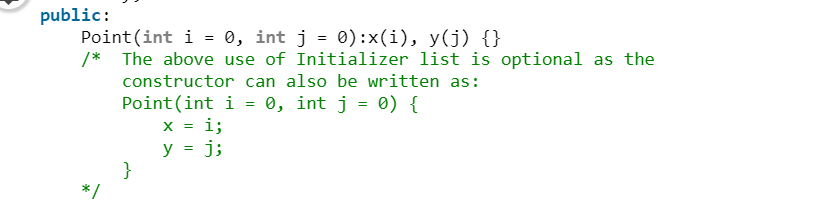 public:
    Point(int i = 0, int j = 0):x(i), y(j) {}
    /*  The above use of Initializer list is optional as the
        constructor can also be written as:
        Point(int i = 0, int j = 0) {
            x = i;
            y = j;
        }
    */